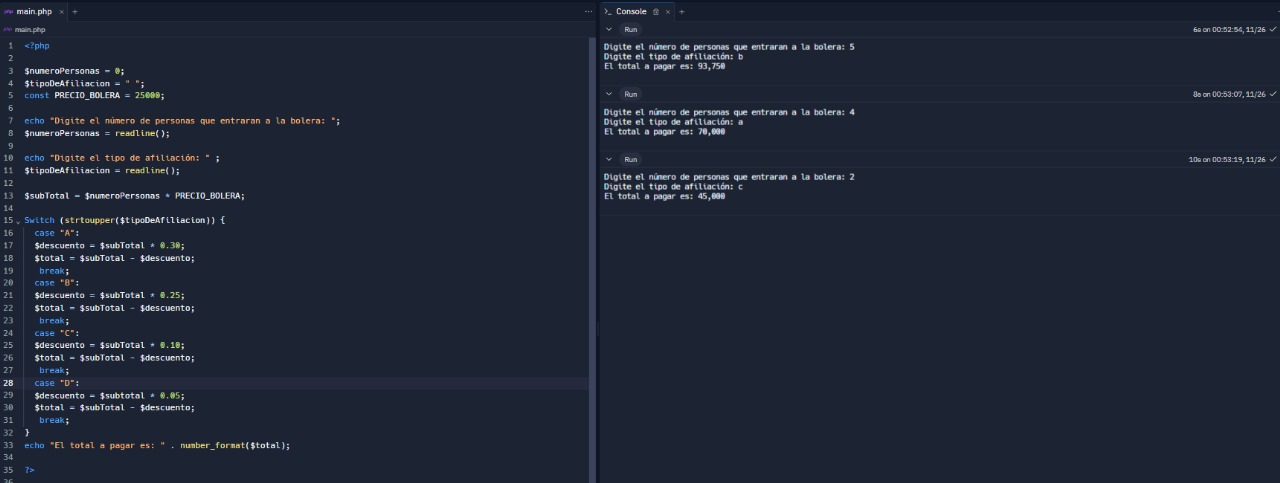 php main.php × +
php main.php
1 <?php
2
3 $numeroPersonas = 0;
4 $tipoDeAfiliacion = " ";
5 const PRECIO_BOLERA = 25000;
6
7 echo "Digite el número de personas que entraran a la bolera: ";
8 $numeroPersonas = readline();
9
10 echo "Digite el tipo de afiliación: " ;
11 $tipoDeAfiliacion = readline();
12
13 $subTotal = $numeroPersonas * PRECIO_BOLERA;
14
15 Switch (strtoupper($tipoDeAfiliacion)) {
16 case "A":
17 $descuento = $subTotal * 0.30;
18 $total = $subTotal - $descuento;
19 break;
20 case "B":
21 $descuento = $subTotal * 0.25;
22 $total = $subTotal - $descuento;
23 break;
24 case "C":
25 $descuento = $subTotal * 0.10;
26 $total = $subTotal - $descuento;
27 break;
28 case "D":
29 $descuento = $subtotal * 0.05;
30 $total = $subTotal - $descuento;
31 break;
32 }
33 echo "El total a pagar es: " . number_format($total);
34
35 ?>
36
>_ Console × +
Run 6s on 00:52:54, 11/26 ✓
Digite el número de personas que entraran a la bolera: 5
Digite el tipo de afiliación: b
El total a pagar es: 93,750
Run 8s on 00:53:07, 11/26 ✓
Digite el número de personas que entraran a la bolera: 4
Digite el tipo de afiliación: a
El total a pagar es: 70,000
Run 10s on 00:53:19, 11/26 ✓
Digite el número de personas que entraran a la bolera: 2
Digite el tipo de afiliación: c
El total a pagar es: 45,000